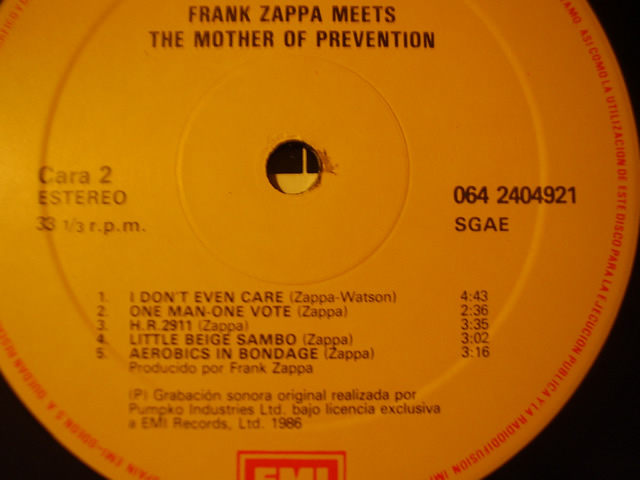 FRANK ZAPPA MEETS
THE MOTHER OF PREVENTION
Cara 2
ESTEREO
33 1/3 r.p.m.
064 2404921
SGAE
1. I DON'T EVEN CARE (Zappa-Watson) 4:43
2. ONE MAN-ONE VOTE (Zappa) 2:36
3. H.R.2911 (Zappa) 3:35
4. LITTLE BEIGE SAMBO (Zappa) 3:02
5. AEROBICS IN BONDAGE (Zappa) 3:16
Producido por Frank Zappa
(P) Grabación sonora original realizada por
Pumpko Industries Ltd. bajo licencia exclusiva
a EMI Records, Ltd. 1986
EMI
ASI COMO LA UTILIZACION DE ESTE DISCO PARA LA EJECUCION PUBLICA Y LA RADIODIFUSION
EMI-ODEON, S.A. QUEDAN